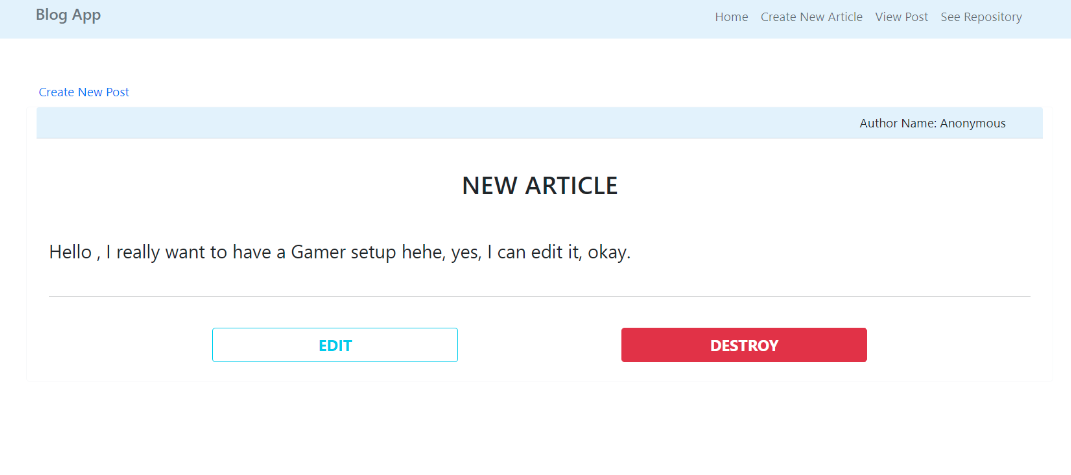 Blog App
Home Create New Article View Post See Repository
Create New Post
Author Name: Anonymous
NEW ARTICLE
Hello , I really want to have a Gamer setup hehe, yes, I can edit it, okay.
EDIT DESTROY